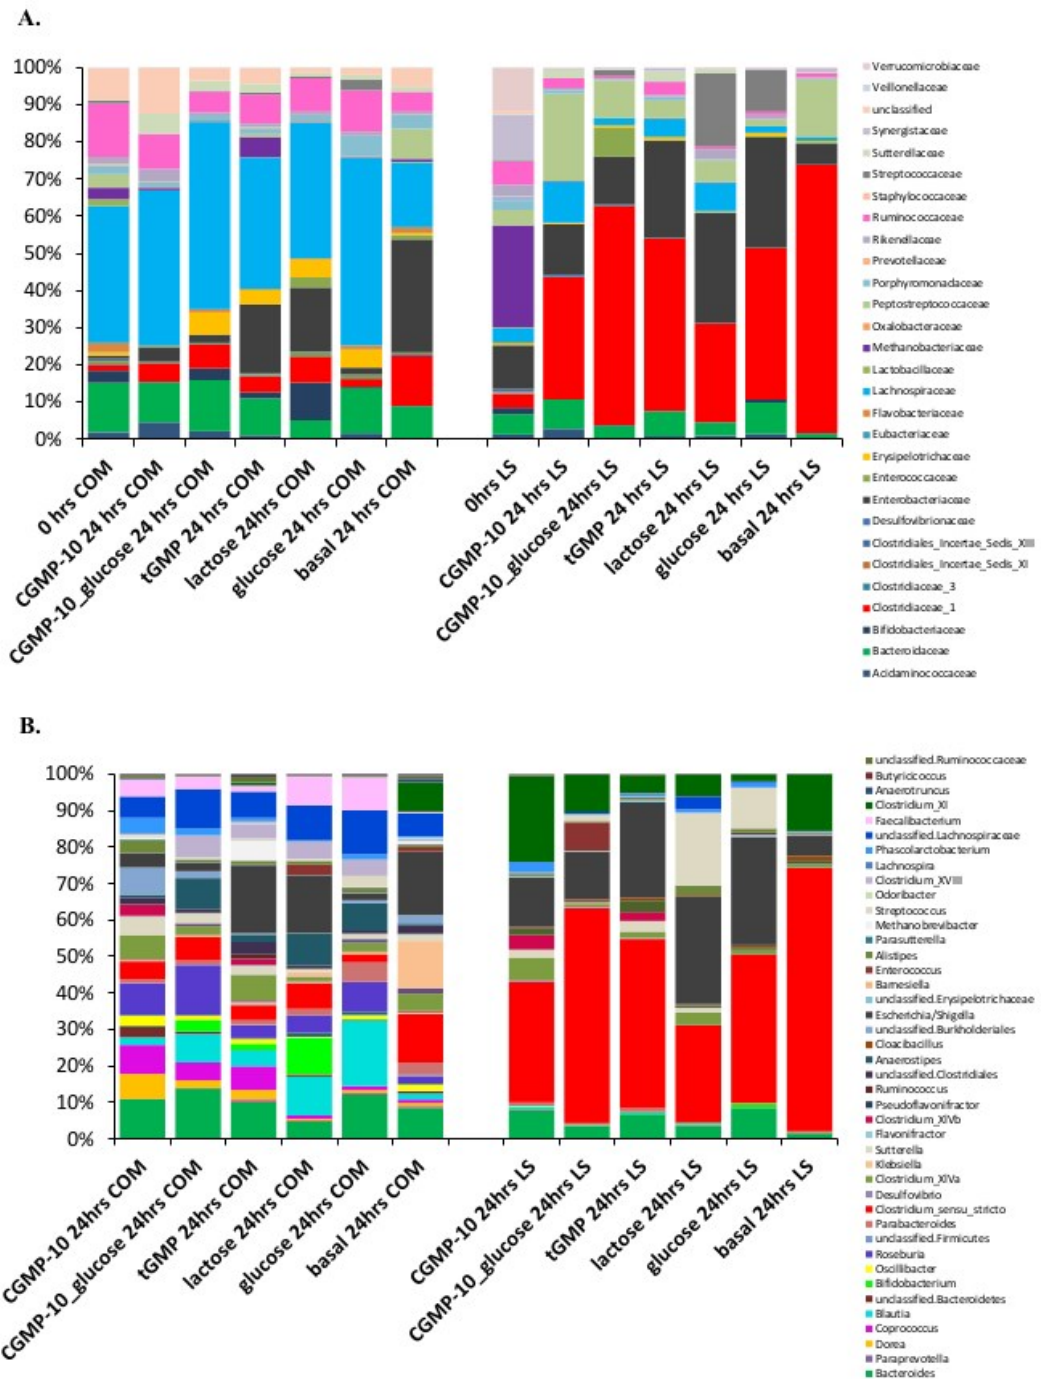 A.
100%
90%
80%
70%
60%
50%
40%
30%
20%
10%
0%
0 hrs COM
CGMP-10 24 hrs COM
CGMP-10_glucose 24 hrs COM
tGMP 24 hrs COM
lactose 24hrs COM
glucose 24 hrs COM
basal 24 hrs COM
0hrs LS
CGMP-10 24 hrs LS
CGMP-10_glucose 24hrs LS
tGMP 24 hrs LS
lactose 24 hrs LS
glucose 24 hrs LS
basal 24 hrs LS
Verrucomicrobiaceae
Veillonellaceae
unclassified
Synergistaceae
Sutterellaceae
Streptococcaceae
Staphylococcaceae
Ruminococcaceae
Rikenellaceae
Prevotellaceae
Porphyromonadaceae
Peptostreptococcaceae
Oxalobacteraceae
Methanobacteriaceae
Lactobacillaceae
Lachnospiraceae
Flavobacteriaceae
Eubacteriaceae
Erysipelotrichaceae
Enterococcaceae
Enterobacteriaceae
Desulfovibrionaceae
Clostridiales_Incertae_Sedis_XIII
Clostridiales_Incertae_Sedis_XI
Clostridiaceae_3
Clostridiaceae_1
Bifidobacteriaceae
Bacteroidaceae
Acidaminococcaceae
B.
100%
90%
80%
70%
60%
50%
40%
30%
20%
10%
0%
CGMP-10 24hrs COM
CGMP-10_glucose 24hrs COM
tGMP 24hrs COM
lactose 24hrs COM
glucose 24hrs COM
basal 24hrs COM
CGMP-10 24hrs LS
CGMP-10_glucose 24hrs LS
tGMP 24hrs LS
lactose 24hrs LS
glucose 24hrs LS
basal 24hrs LS
unclassified.Ruminococcaceae
Butyricicoccus
Anaerotruncus
Clostridium_XI
Faecalibacterium
unclassified.Lachnospiraceae
Phascolarctobacterium
Lachnospira
Clostridium_XVIII
Odoribacter
Streptococcus
Methanobrevibacter
Parasutterella
Alistipes
Enterococcus
Barnesiella
unclassified.Erysipelotrichaceae
Escherichia/Shigella
unclassified.Burkholderiales
Cloacibacillus
Anaerostipes
unclassified.Clostridiales
Ruminococcus
Pseudoflavonifractor
Clostridium_XIVb
Flavonifractor
Sutterella
Klebsiella
Clostridium_XIVa
Desulfovibrio
Clostridium_sensu_stricto
Parabacteroides
unclassified.Firmicutes
Roseburia
Oscillibacter
Bifidobacterium
unclassified.Bacteroidetes
Blautia
Coprococcus
Dorea
Paraprevotella
Bacteroides